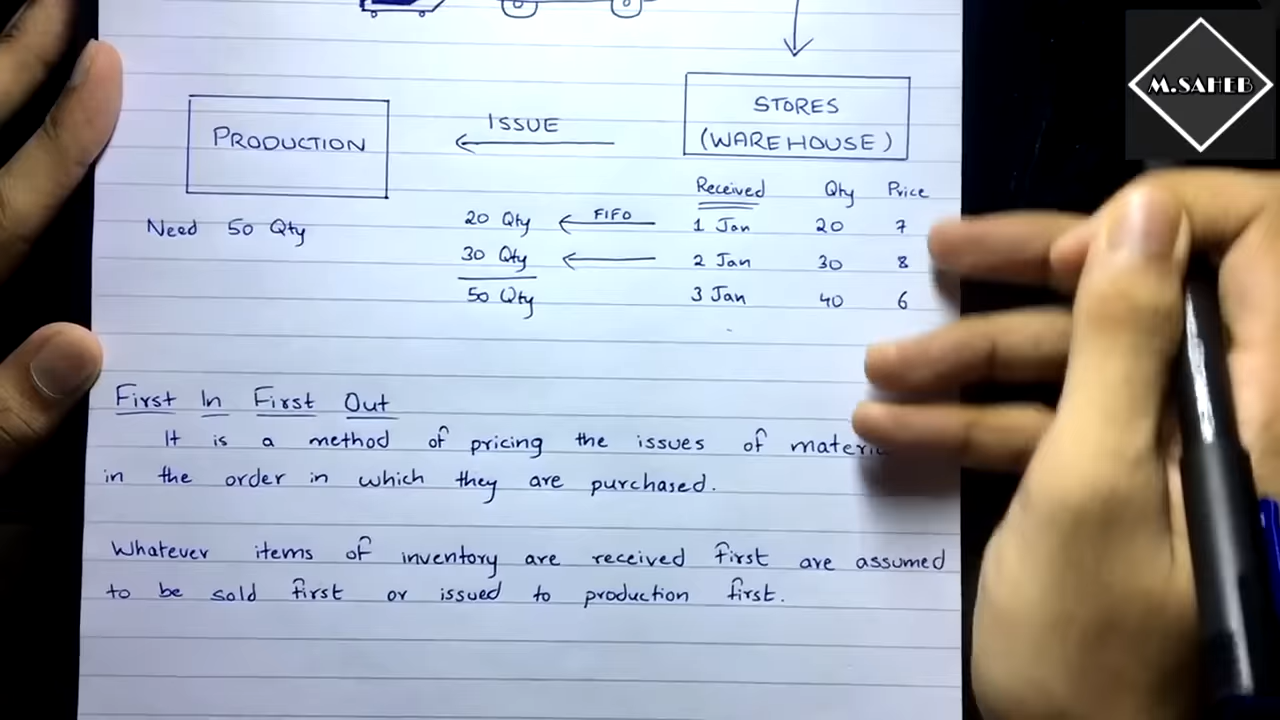 M.SAHEB
STORES
(WAREHOUSE)
ISSUE
PRODUCTION
Received Qty Price
Need 50 Qty
20 Qty FIFO 1 Jan 20 7
30 Qty 2 Jan 30 8
50 Qty 3 Jan 40 6
First In First Out
It is a method of pricing the issues of
in the order in which they are purchased.
Whatever items of inventory are received first are assumed
to be sold first or issued to production first.